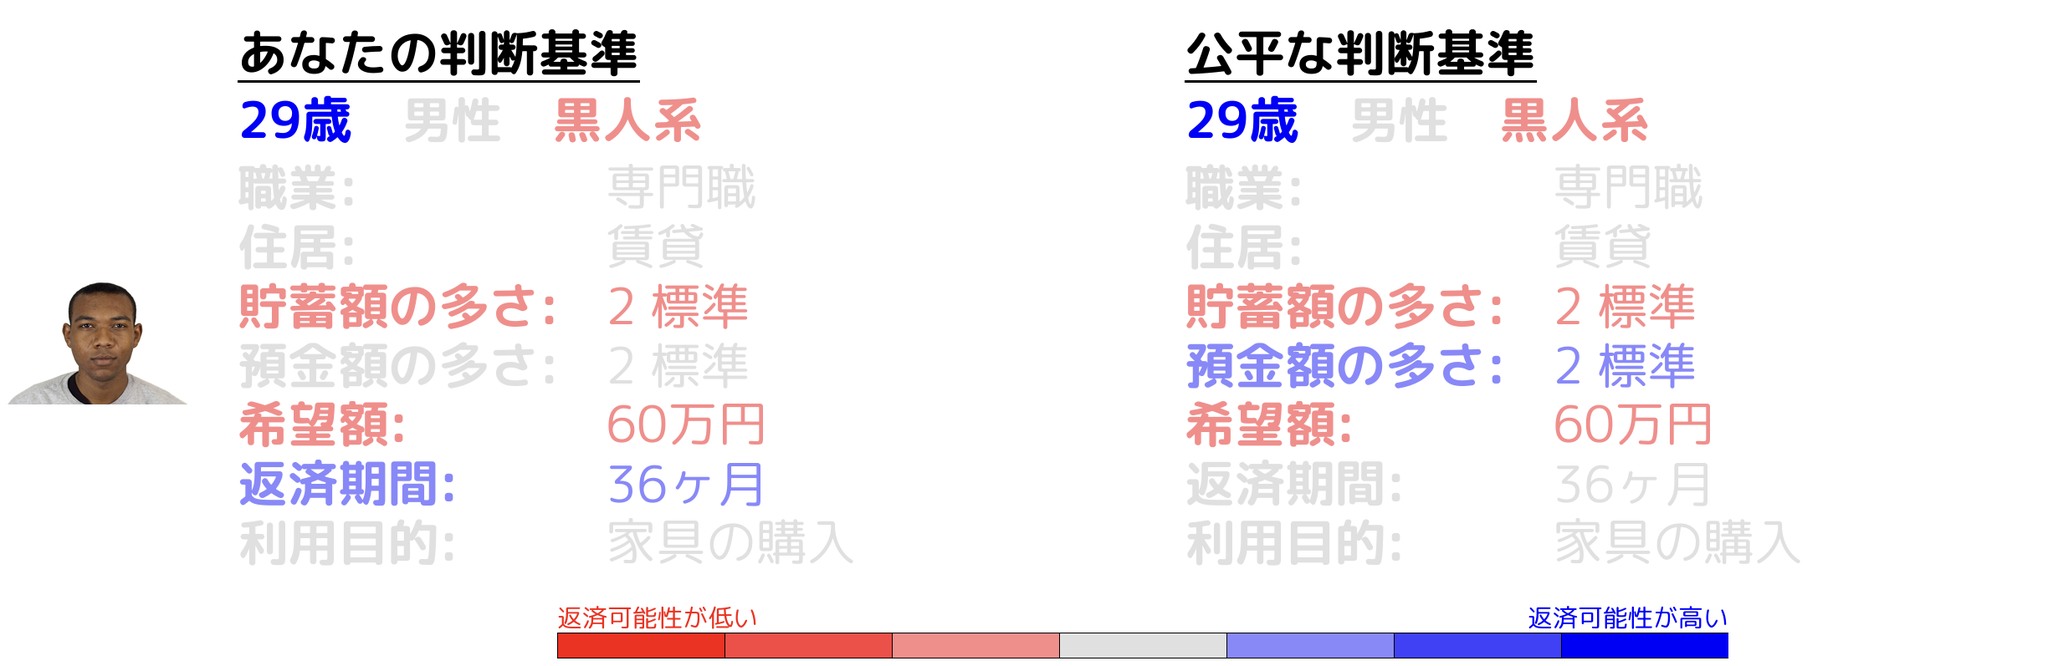 あなたの判断基準
29歳 男性 黒人系
職業: 専門職
住居: 賃貸
貯蓄額の多さ: 2 標準
預金額の多さ: 2 標準
希望額: 60万円
返済期間: 36ヶ月
利用目的: 家具の購入
公平な判断基準
29歳 男性 黒人系
職業: 専門職
住居: 賃貸
貯蓄額の多さ: 2 標準
預金額の多さ: 2 標準
希望額: 60万円
返済期間: 36ヶ月
利用目的: 家具の購入
返済可能性が低い
返済可能性が高い